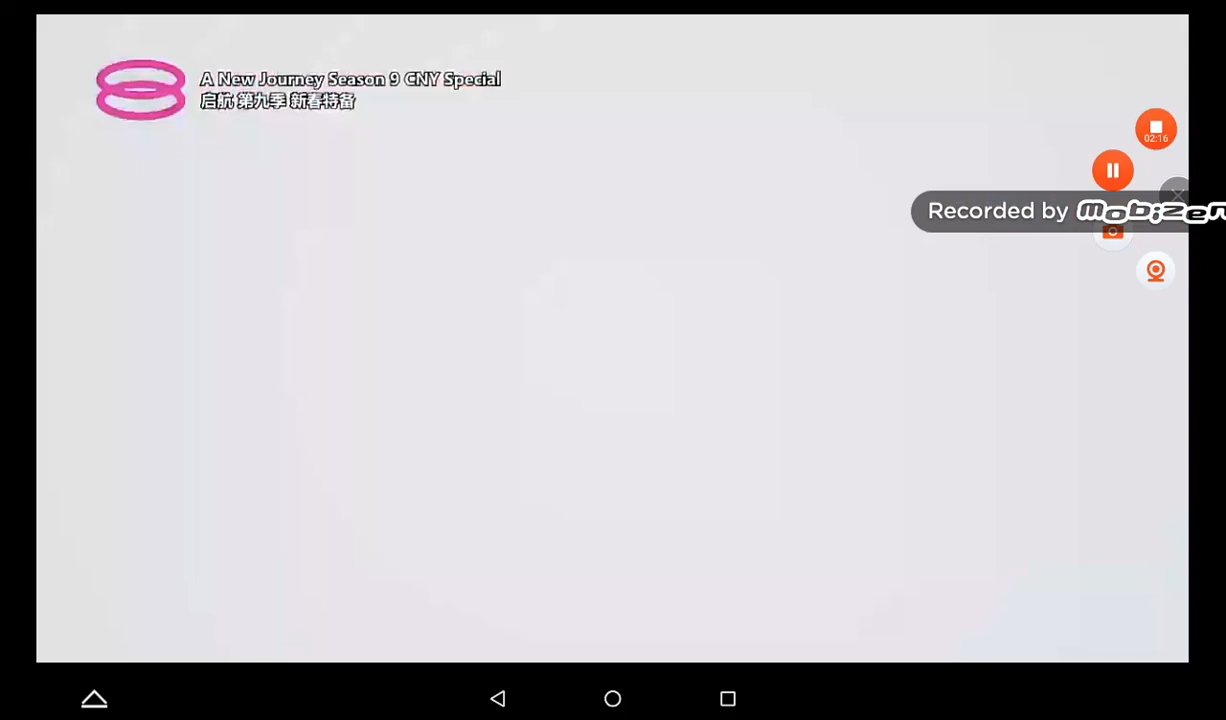 A New Journey Season 9 CNY Special
启航 第九季 新春特备
02:16
Recorded by mobizen